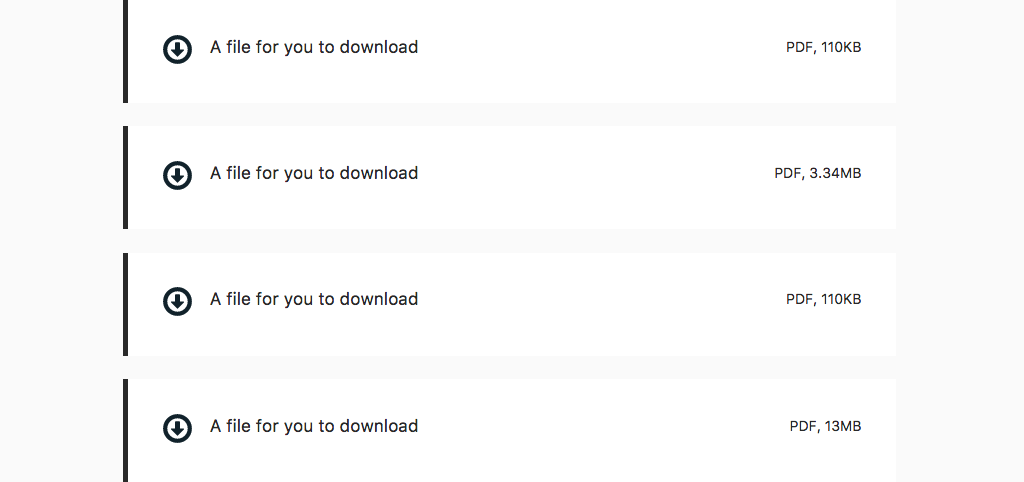 A file for you to download PDF, 110KB
A file for you to download PDF, 3.34MB
A file for you to download PDF, 110KB
A file for you to download PDF, 13MB